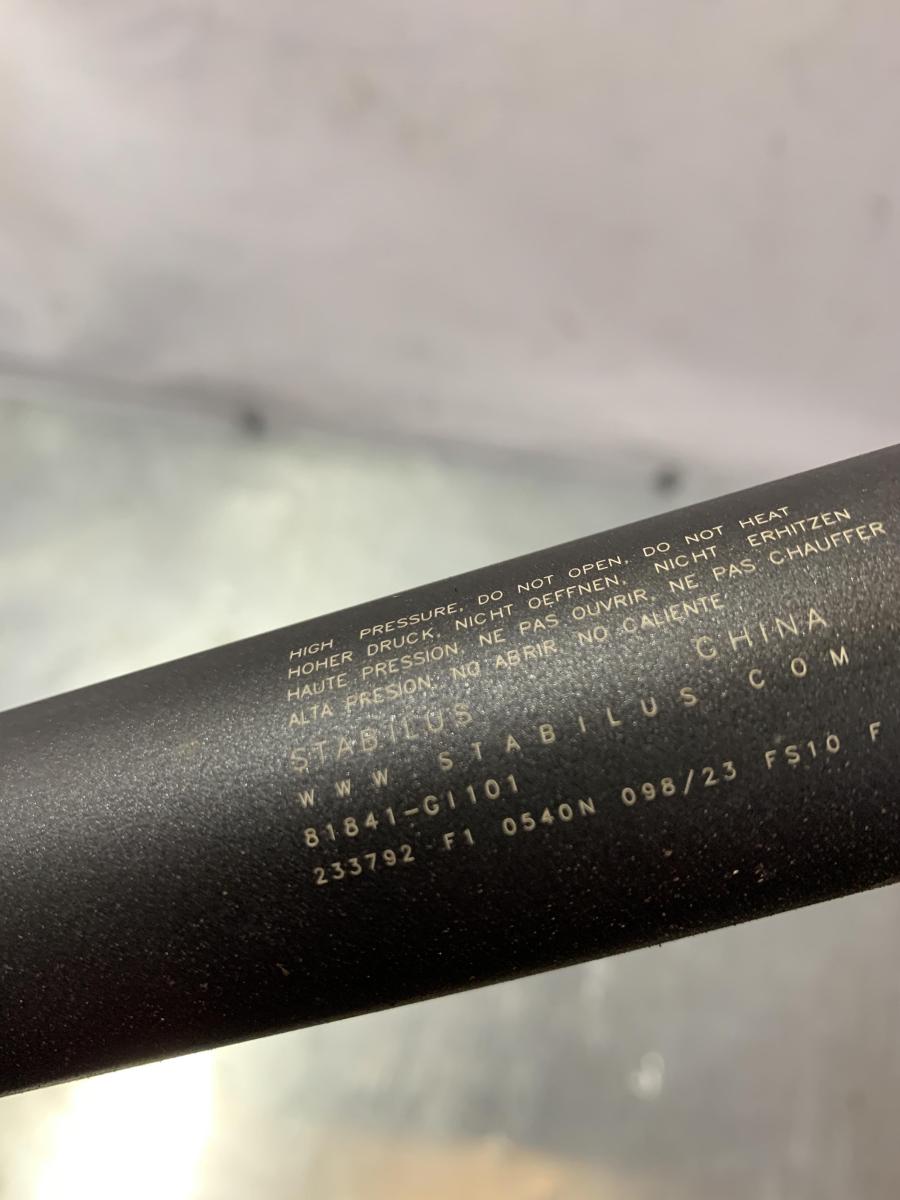 HIGH PRESSURE, DO NOT OPEN, DO NOT HEAT
HOHER DRUCK, NICHT OEFFNEN, NICHT ERHITZEN
HAUTE PRESSION, NE PAS OUVRIR, NE PAS CHAUFFER
ALTA PRESION, NO ABRIR, NO CALIENTE
STABILUS CHINA
WWW STABILUS COM
81841-GI101
233792 F1 0540N 098/23 FS10 F